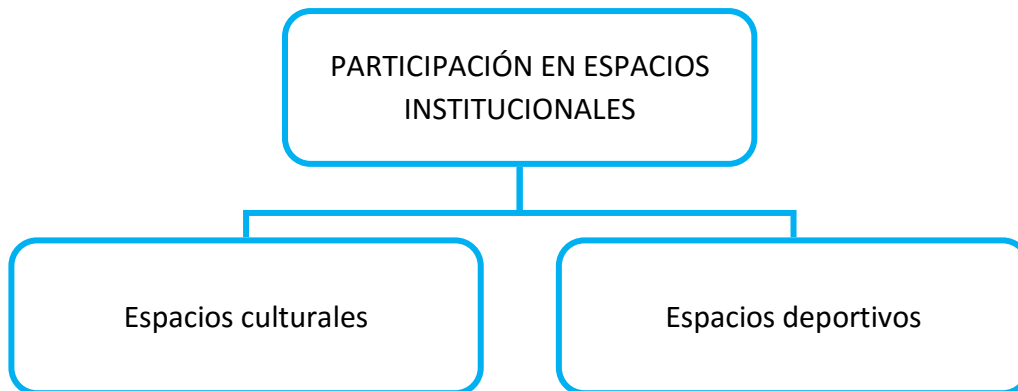 PARTICIPACIÓN EN ESPACIOS
INSTITUCIONALES
Espacios culturales
Espacios deportivos